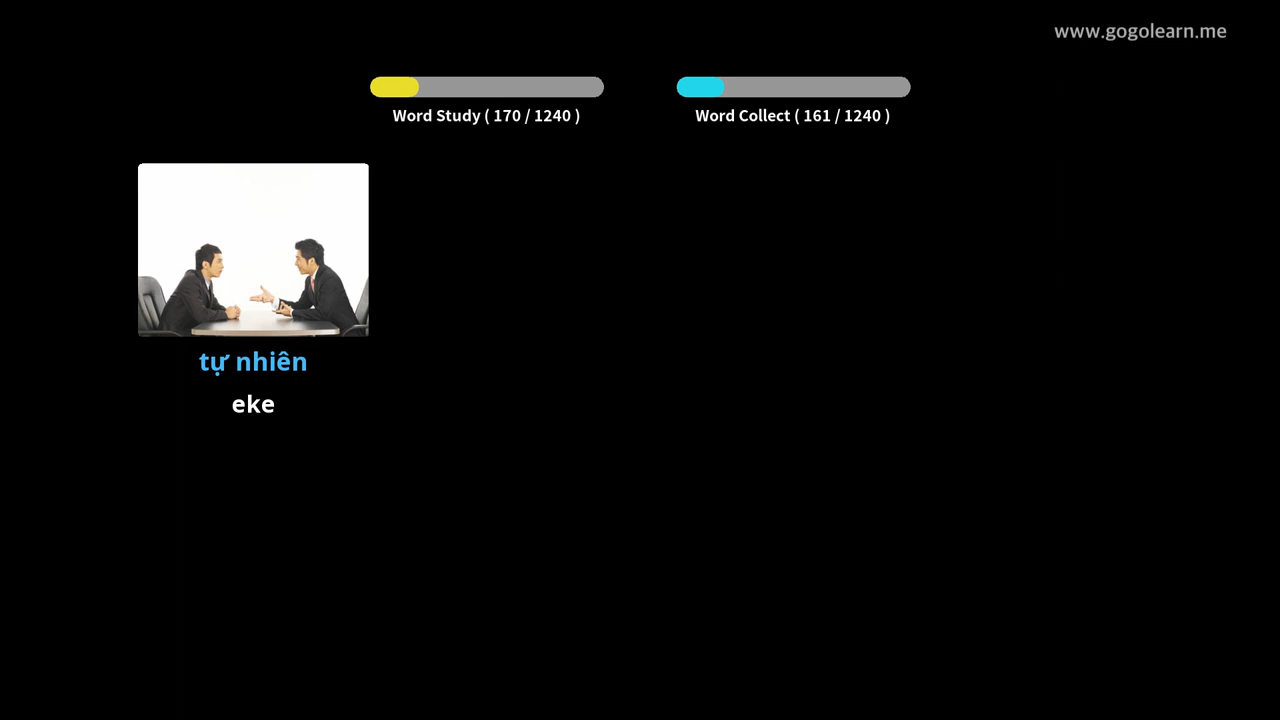 www.gogolearn.me
Word Study ( 170 / 1240 )
Word Collect ( 161 / 1240 )
tự nhiên
eke